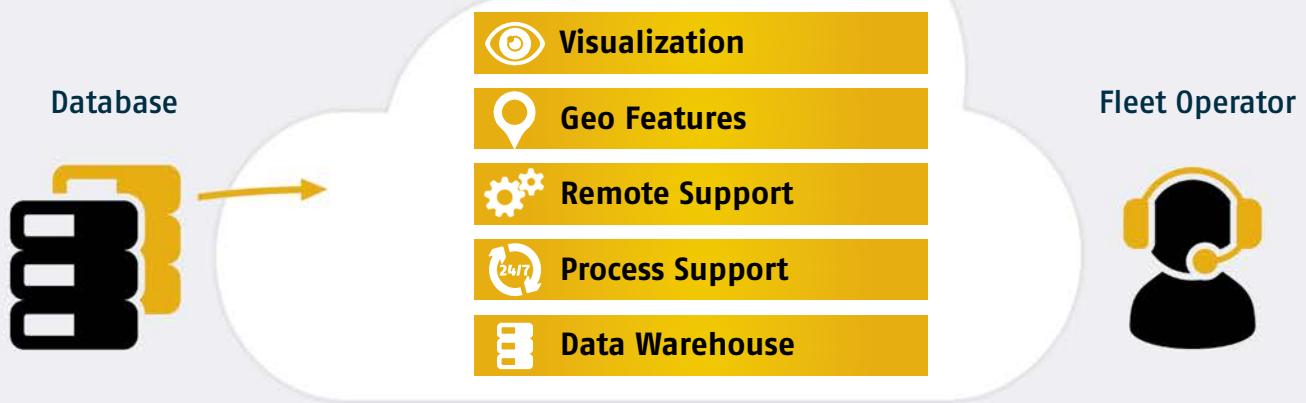 Visualization
Database
Geo Features
Fleet Operator
Remote Support
24/7
Process Support
Data Warehouse